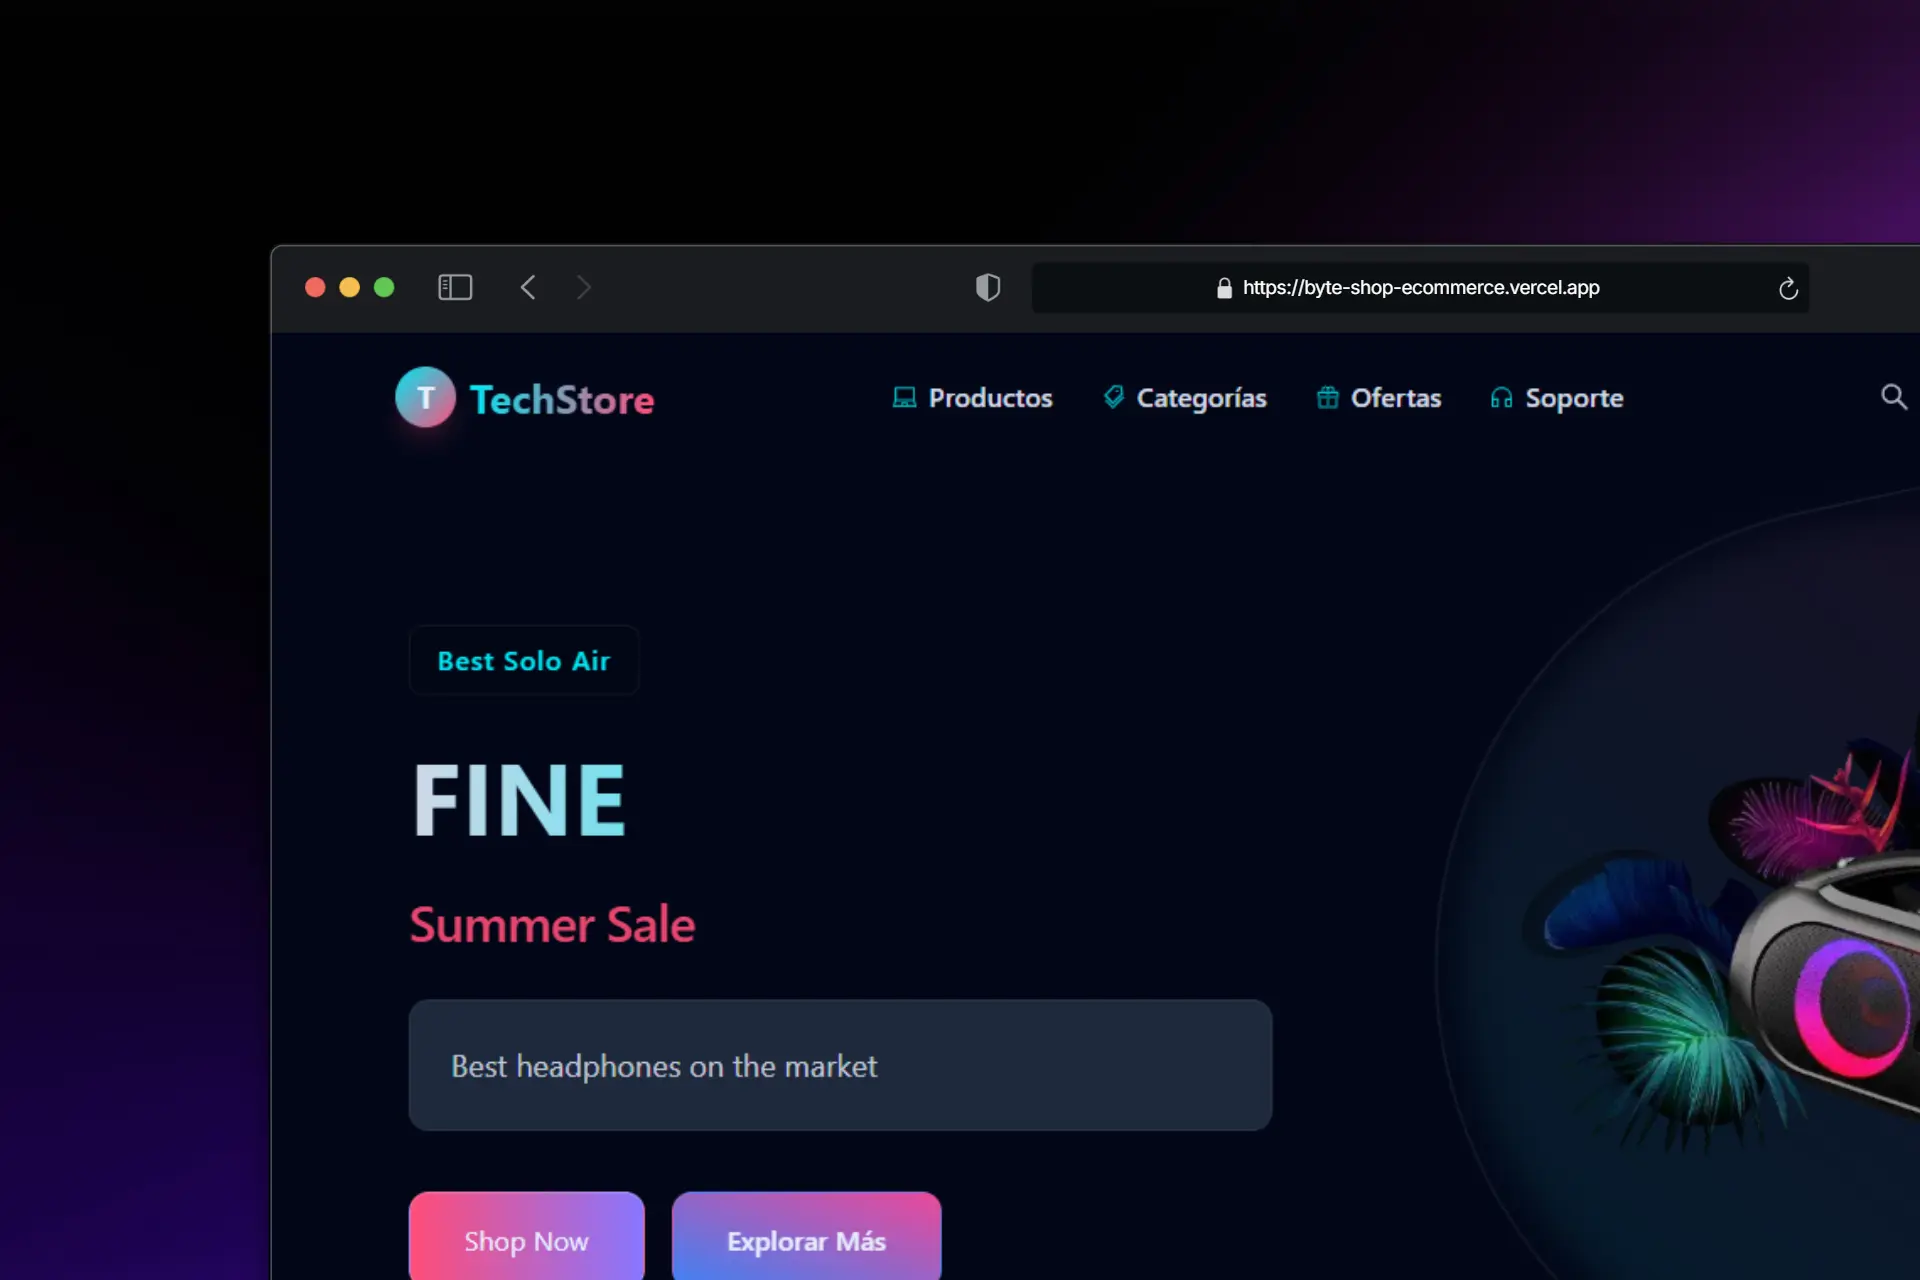 https://byte-shop-ecommerce.vercel.app
T TechStore Productos Categorías Ofertas Soporte
Best Solo Air
FINE
Summer Sale
Best headphones on the market
Shop Now Explorar Más